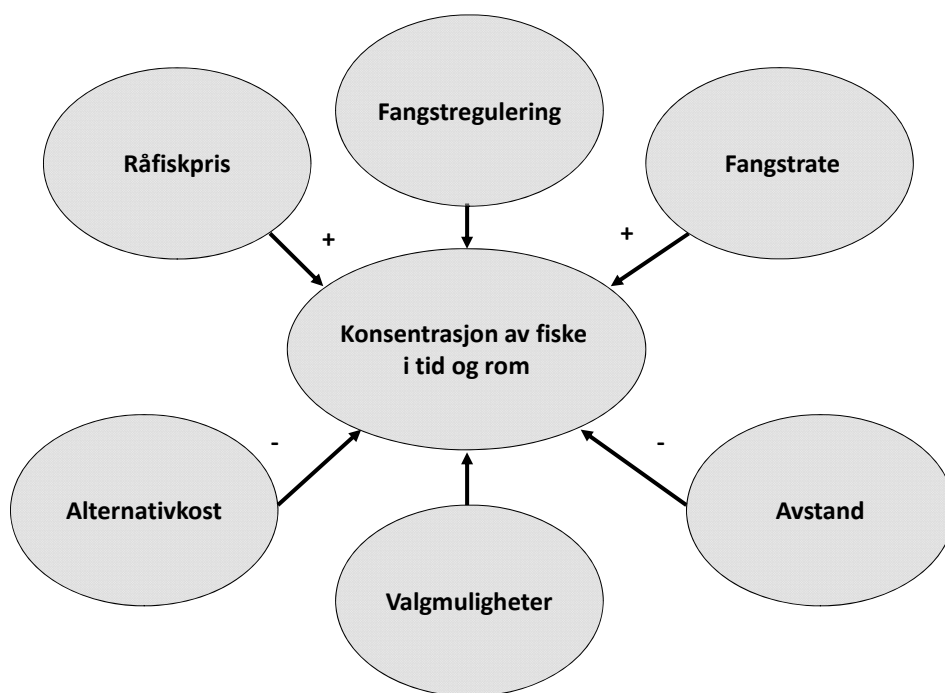 Fangstregulering
Råfiskpris
Fangstrate
+
+
Konsentrasjon av fiske
i tid og rom
-
-
Alternativkost
Avstand
Valgmuligheter